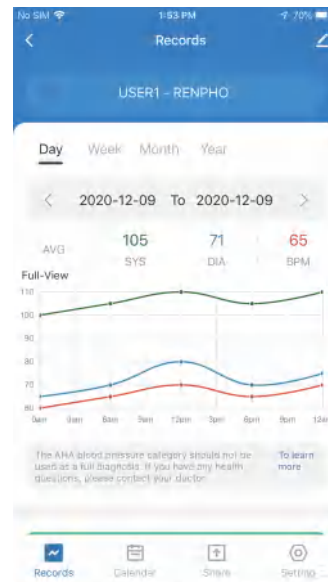 No SIM 1:53 PM 70%
Records
USER1 - RENPHO
Day Week Month Year
2020-12-09 To 2020-12-09
AVG 105 71 65
SYS DIA BPM
Full-View
110
100
90
80
70
60
0am 3am 6am 9am 12pm 3pm 6pm 9pm 12am
The AHA blood pressure category should not be To learn
used as a full diagnosis. If you have any health more
questions, please contact your doctor.
Records Calendar Share Setting